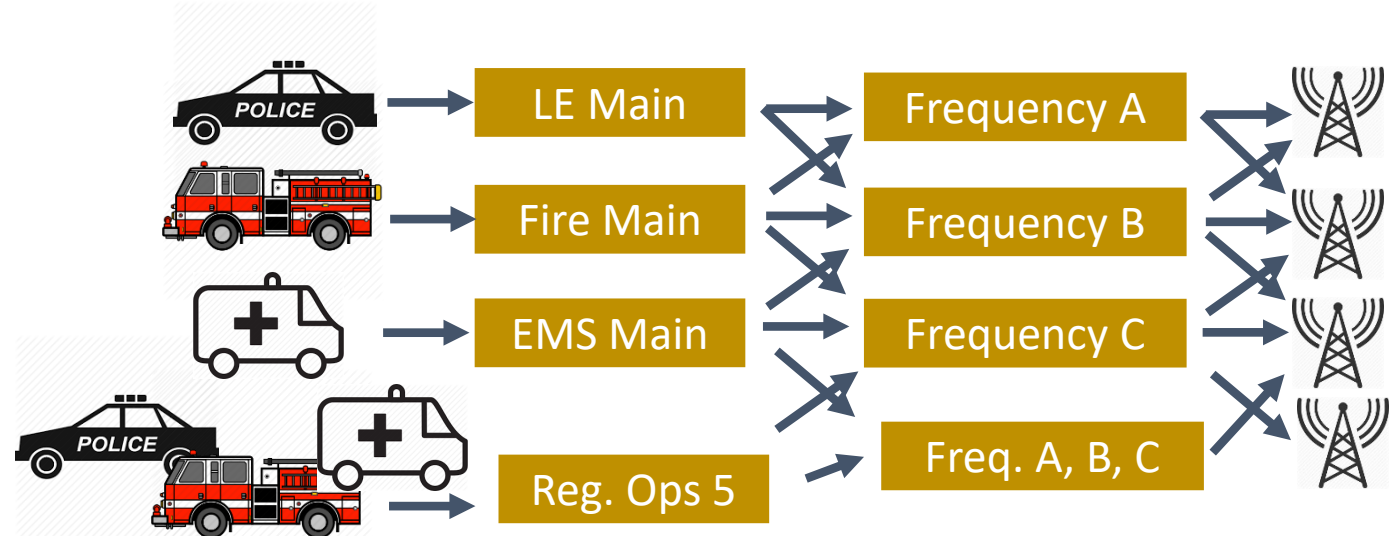 POLICE
LE Main
Frequency A
Fire Main
Frequency B
EMS Main
Frequency C
POLICE
Reg. Ops 5
Freq. A, B, C